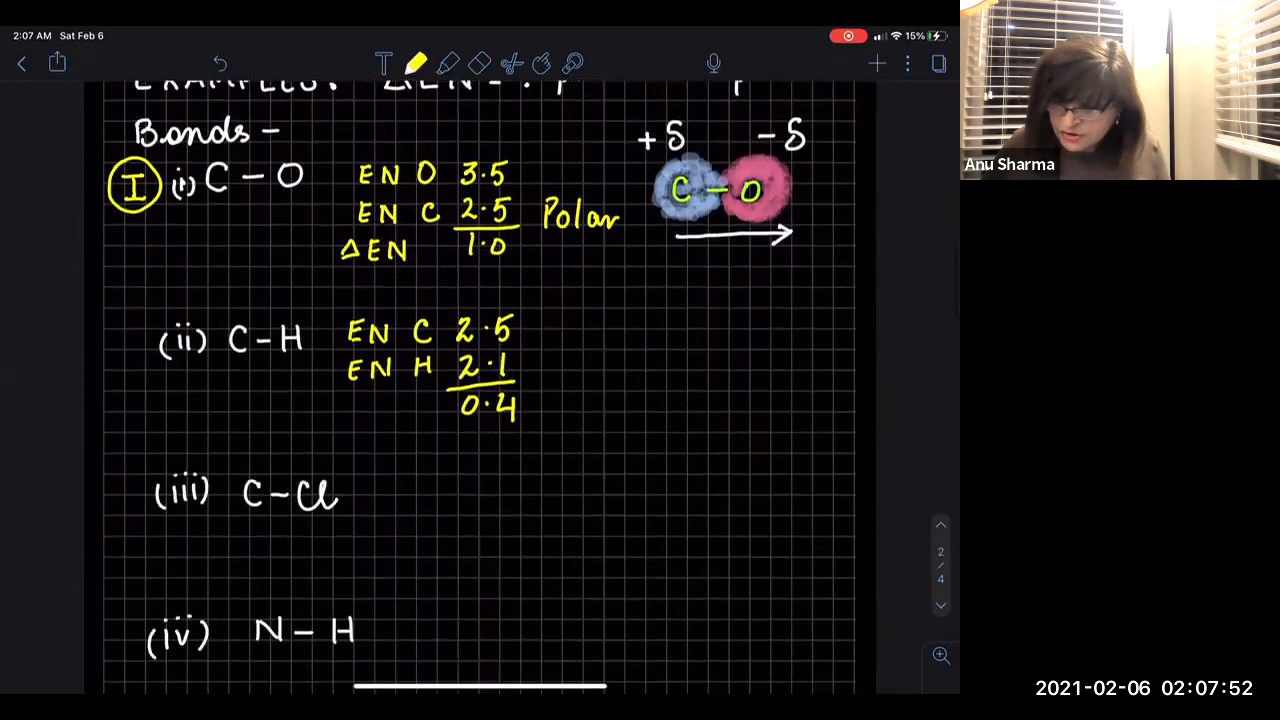 2:07 AM Sat Feb 6
15%
Anu Sharma
Bonds -
+ δ - δ
I (i) C - O EN O 3.5
EN C 2.5 Polar
ΔEN 1.0
C - O
(ii) C - H EN C 2.5
EN H 2.1
0.4
(iii) C - Cl
(iv) N - H
2
/
4
2021-02-06 02:07:52